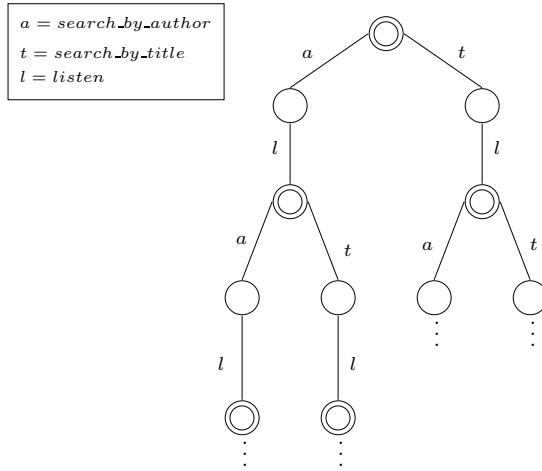 a = search_by_author
t = search_by_title
l = listen
a t
l l
a t a t
l l